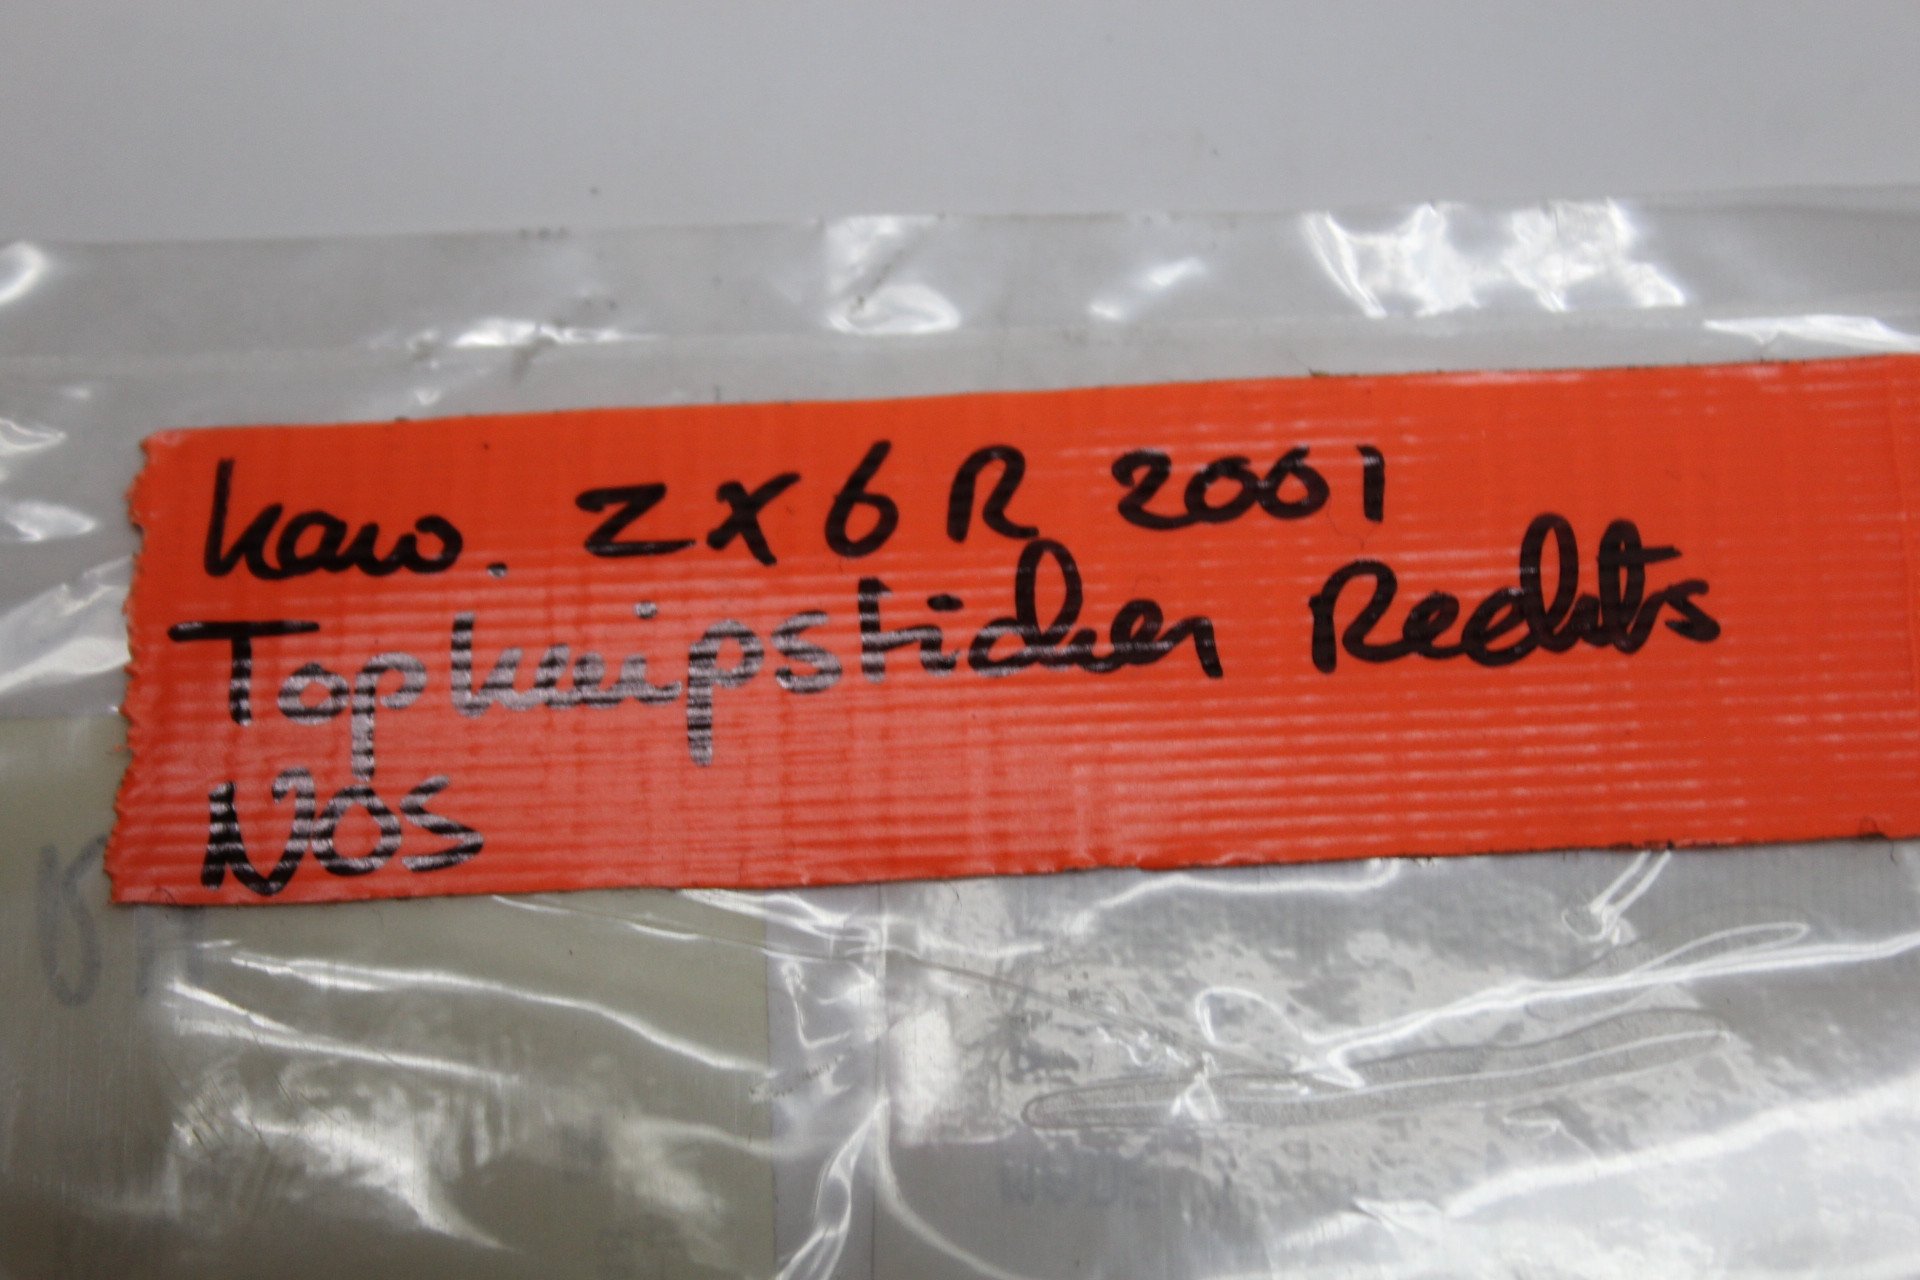 Kaw. ZX6R 2001
Topkuipsticker Rechts
NOS